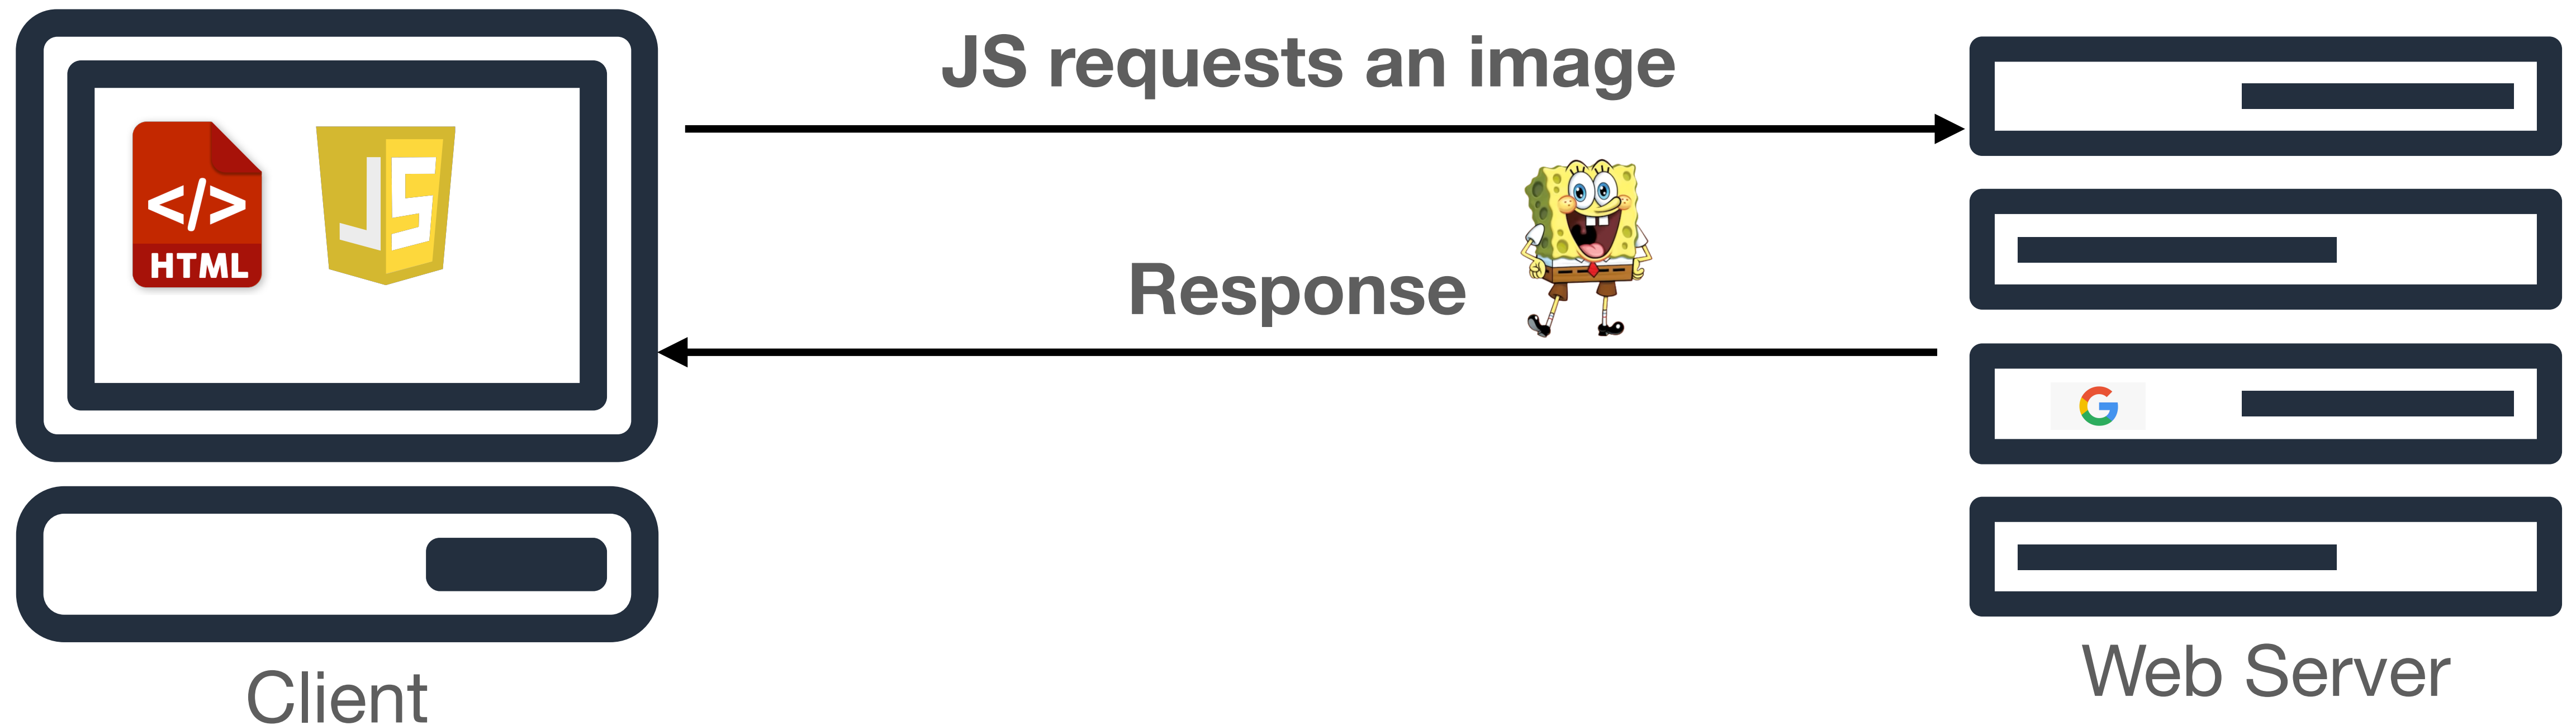 JS requests an image
</>
HTML
JS
Response
G
Client
Web Server